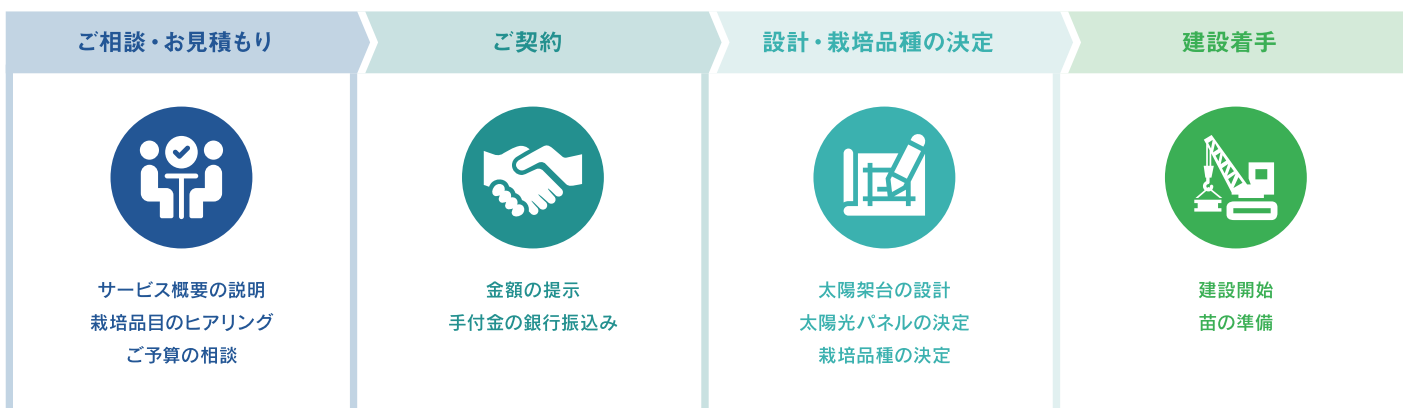 ご相談・お見積もり
サービス概要の説明
栽培品目のヒアリング
ご予算の相談
ご契約
金額の提示
手付金の銀行振込み
設計・栽培品種の決定
太陽架台の設計
太陽光パネルの決定
栽培品種の決定
建設着手
建設開始
苗の準備